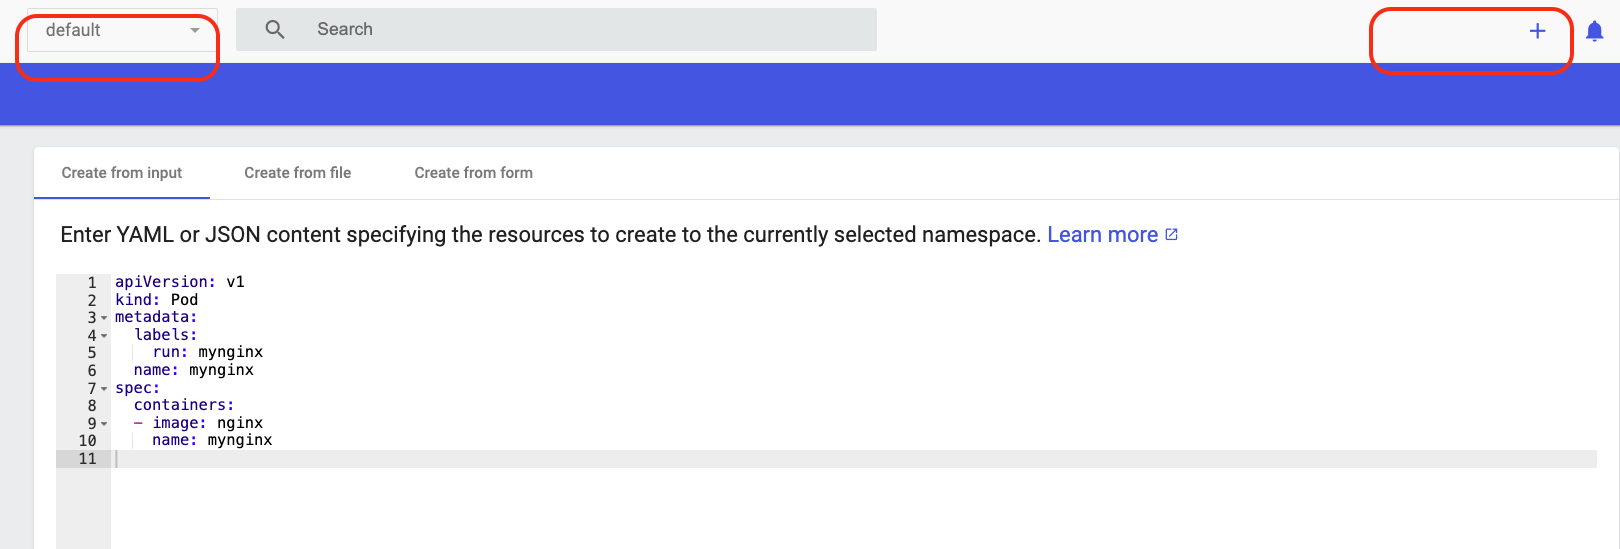 default
Search
Create from input
Create from file
Create from form
Enter YAML or JSON content specifying the resources to create to the currently selected namespace. Learn more
1 apiVersion: v1
2 kind: Pod
3 metadata:
4   labels:
5     run: mynginx
6   name: mynginx
7 spec:
8   containers:
9   - image: nginx
10     name: mynginx
11